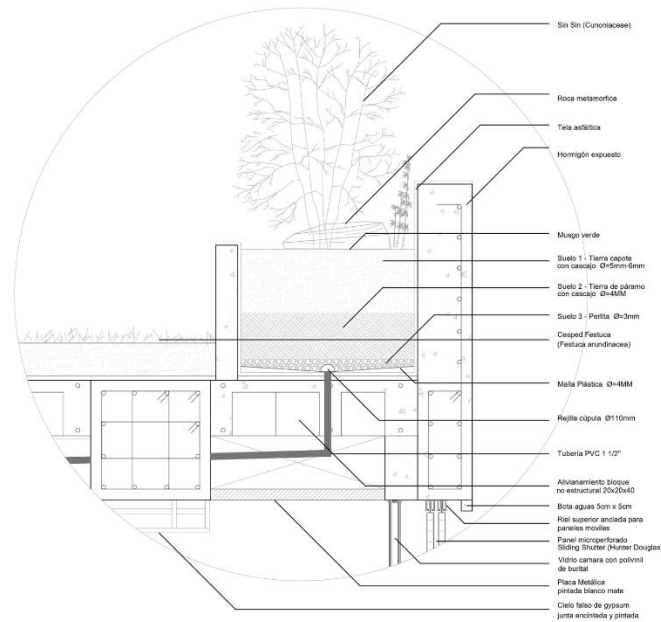 Sin Sin (Cunoniaceae)
Roca metamorfica
Tela asfáltica
Hormigón expuesto
Musgo verde
Suelo 1 - Tierra capote
con cascajo Ø=5mm-6mm
Suelo 2 - Tierra de páramo
con cascajo Ø=4MM
Suelo 3 - Perlita Ø=3mm
Cesped Festuca
(Festuca arundinacea)
Malla Plástica Ø=4MM
Rejilla cúpula Ø110mm
Tubería PVC 1 1/2"
Alivianamiento bloque
no estructural 20x20x40
Bota aguas 5cm x 5cm
Riel superior anclada para
paneles moviles
Panel microperforado
Sliding Shutter (Hunter Douglas
Vidrio camara con polivinil
de burital
Placa Metálica
pintada blanco mate
Cielo falso de gypsum
junta encintada y pintada